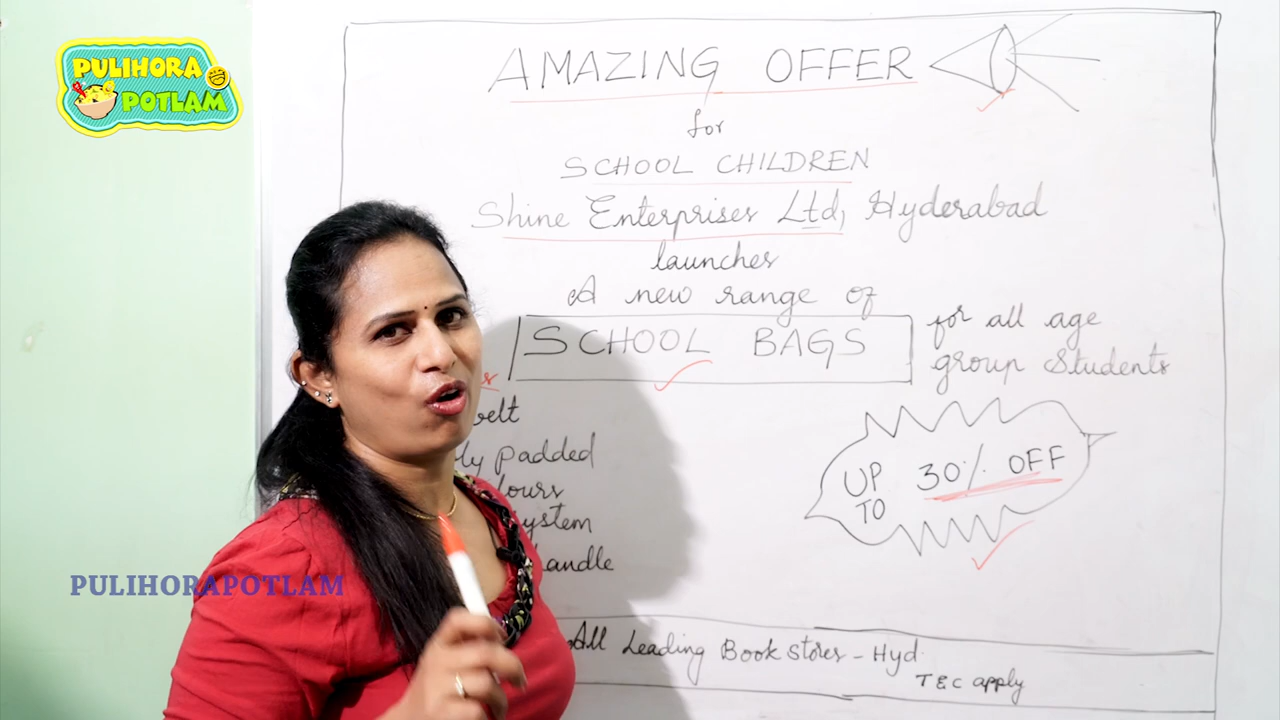 PULIHORA
POTLAM
AMAZING OFFER
for
SCHOOL CHILDREN
Shine Enterprises Ltd, Hyderabad
launches
A new range of
SCHOOL BAGS
for all age
group Students
belt
padded
UP TO 30% OFF
All Leading Book stores - Hyd.
T&C apply
PULIHORAPOTLAM